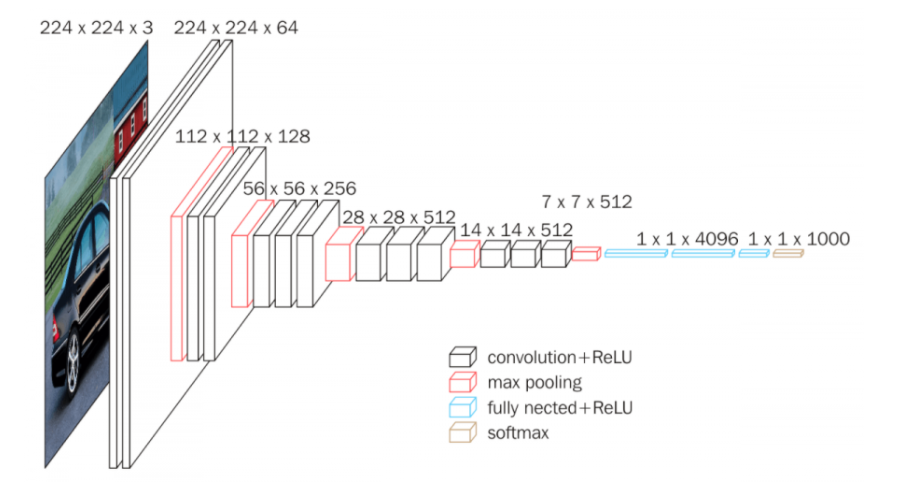 224 x 224 x 3
224 x 224 x 64
112 x 112 x 128
56 x 56 x 256
28 x 28 x 512
14 x 14 x 512
7 x 7 x 512
1 x 1 x 4096
1 x 1 x 1000
convolution+ReLU
max pooling
fully nected+ReLU
softmax